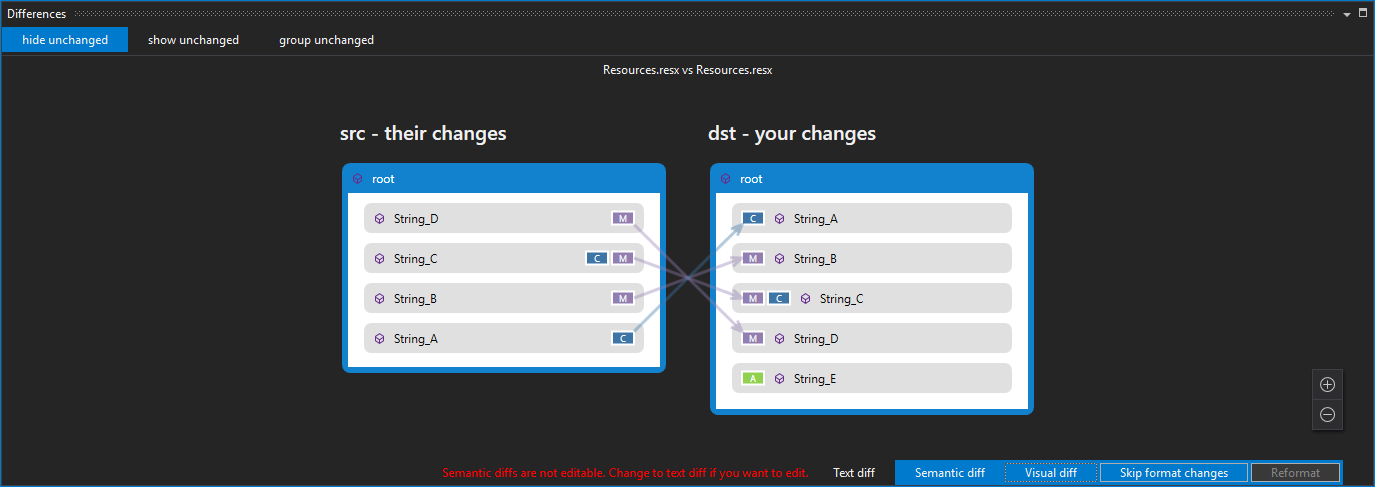 Differences
hide unchanged show unchanged group unchanged
Resources.resx vs Resources.resx
src - their changes
dst - your changes
root
String_D M
String_C C M
String_B M
String_A C
root
C String_A
M String_B
M C String_C
M String_D
A String_E
Semantic diffs are not editable. Change to text diff if you want to edit. Text diff Semantic diff Visual diff Skip format changes Reformat